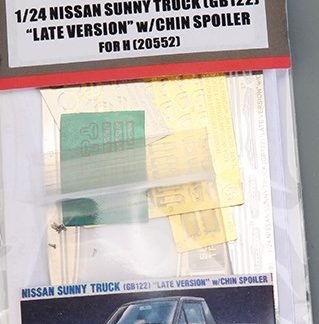 1/24 NISSAN SUNNY TRUCK (GB122)
"LATE VERSION" w/CHIN SPOILER
FOR H (20552)
NISSAN SUNNY TRUCK (GB122) "LATE VERSION" w/CHIN SPOILER